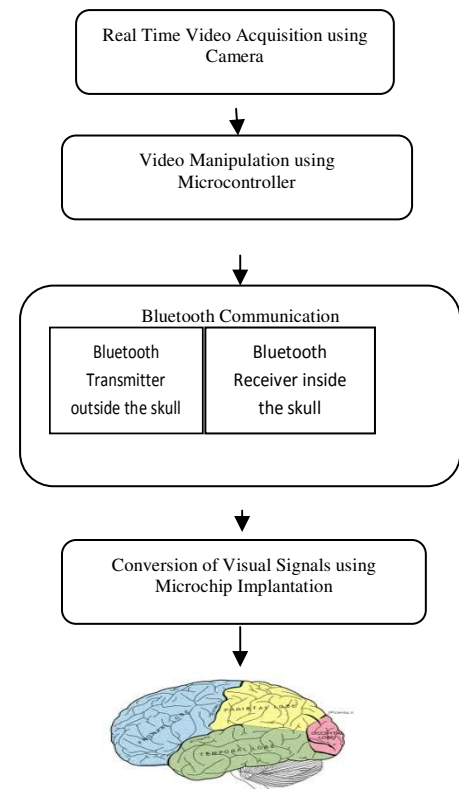 Real Time Video Acquisition using
Camera
Video Manipulation using
Microcontroller
Bluetooth Communication
Bluetooth
Transmitter
outside the skull
Bluetooth
Receiver inside
the skull
Conversion of Visual Signals using
Microchip Implantation
PARIETAL LOBE
TEMPORAL LOBE